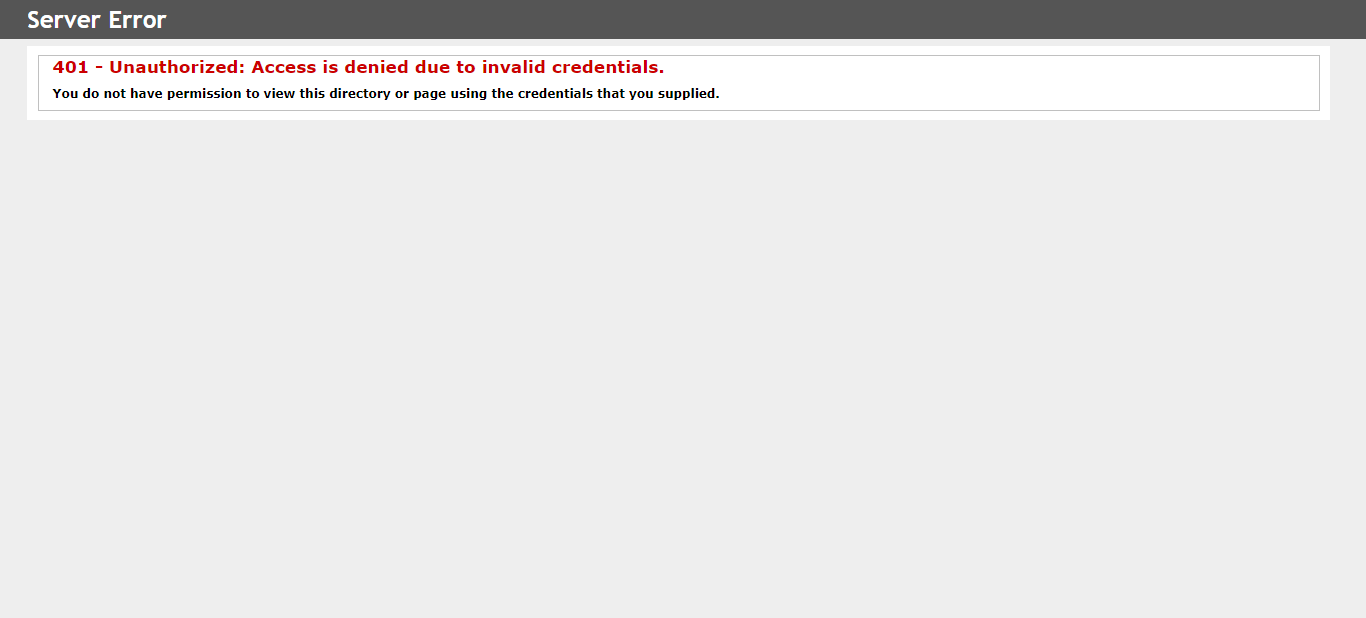 Server Error
401 - Unauthorized: Access is denied due to invalid credentials.
You do not have permission to view this directory or page using the credentials that you supplied.